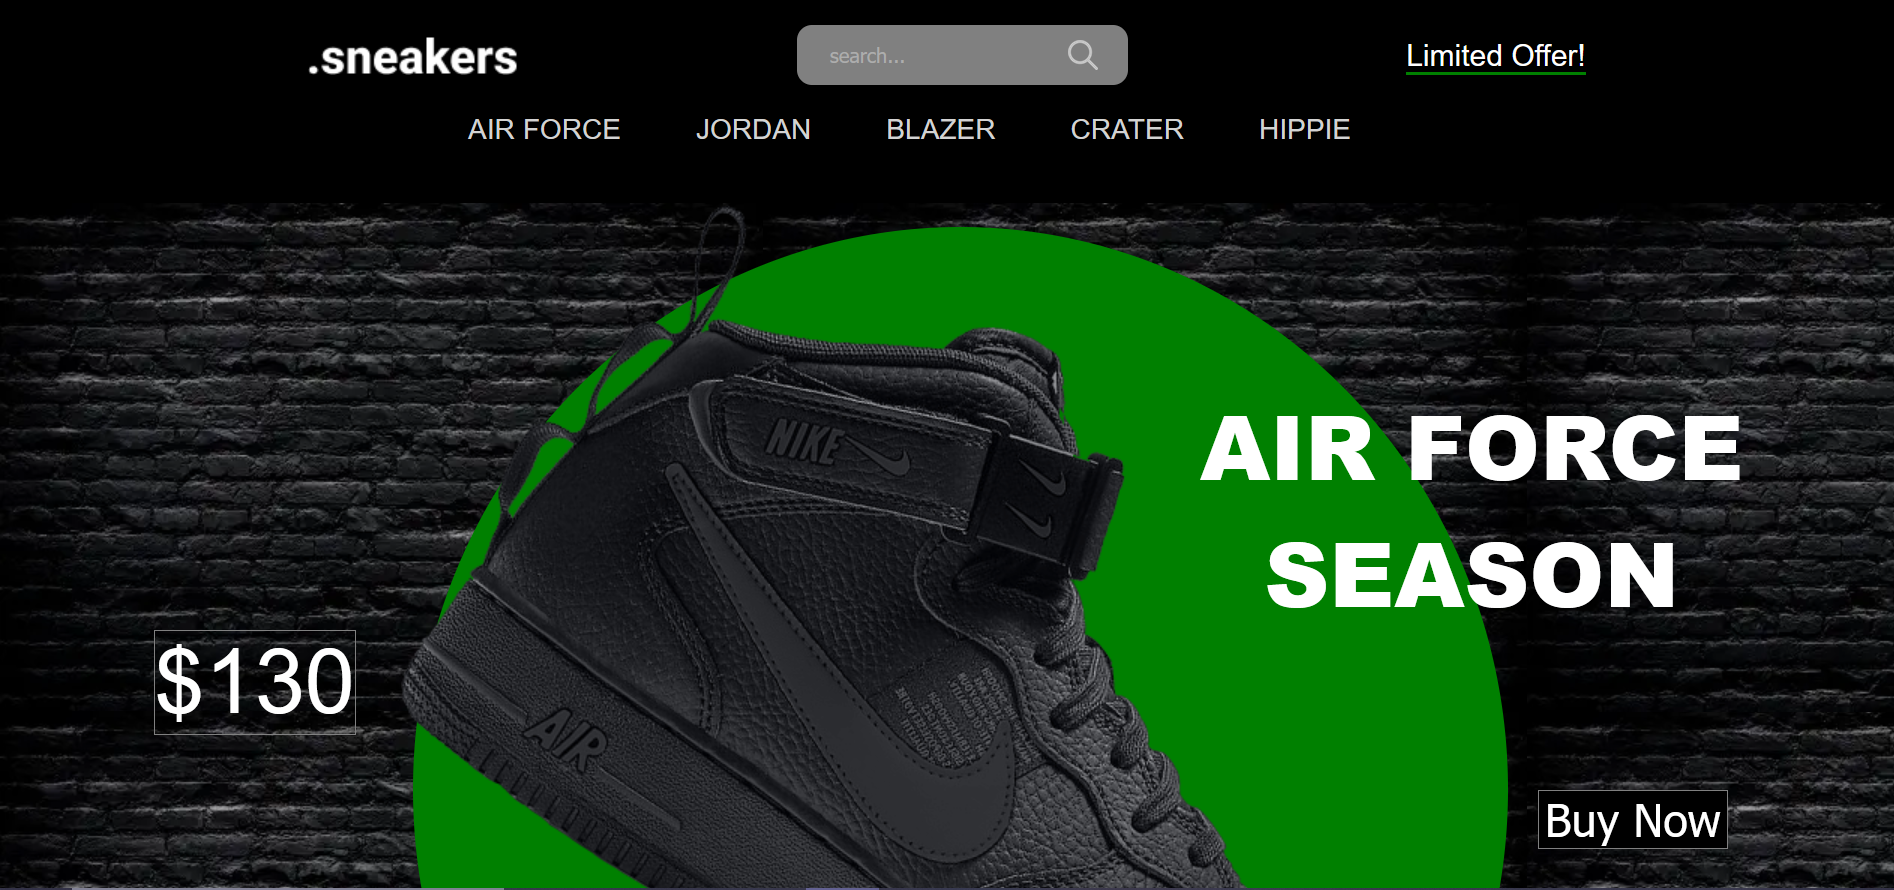 .sneakers
search...
Limited Offer!
AIR FORCE
JORDAN
BLAZER
CRATER
HIPPIE
NIKE
AIR FORCE
SEASON
$130
AIR
Buy Now